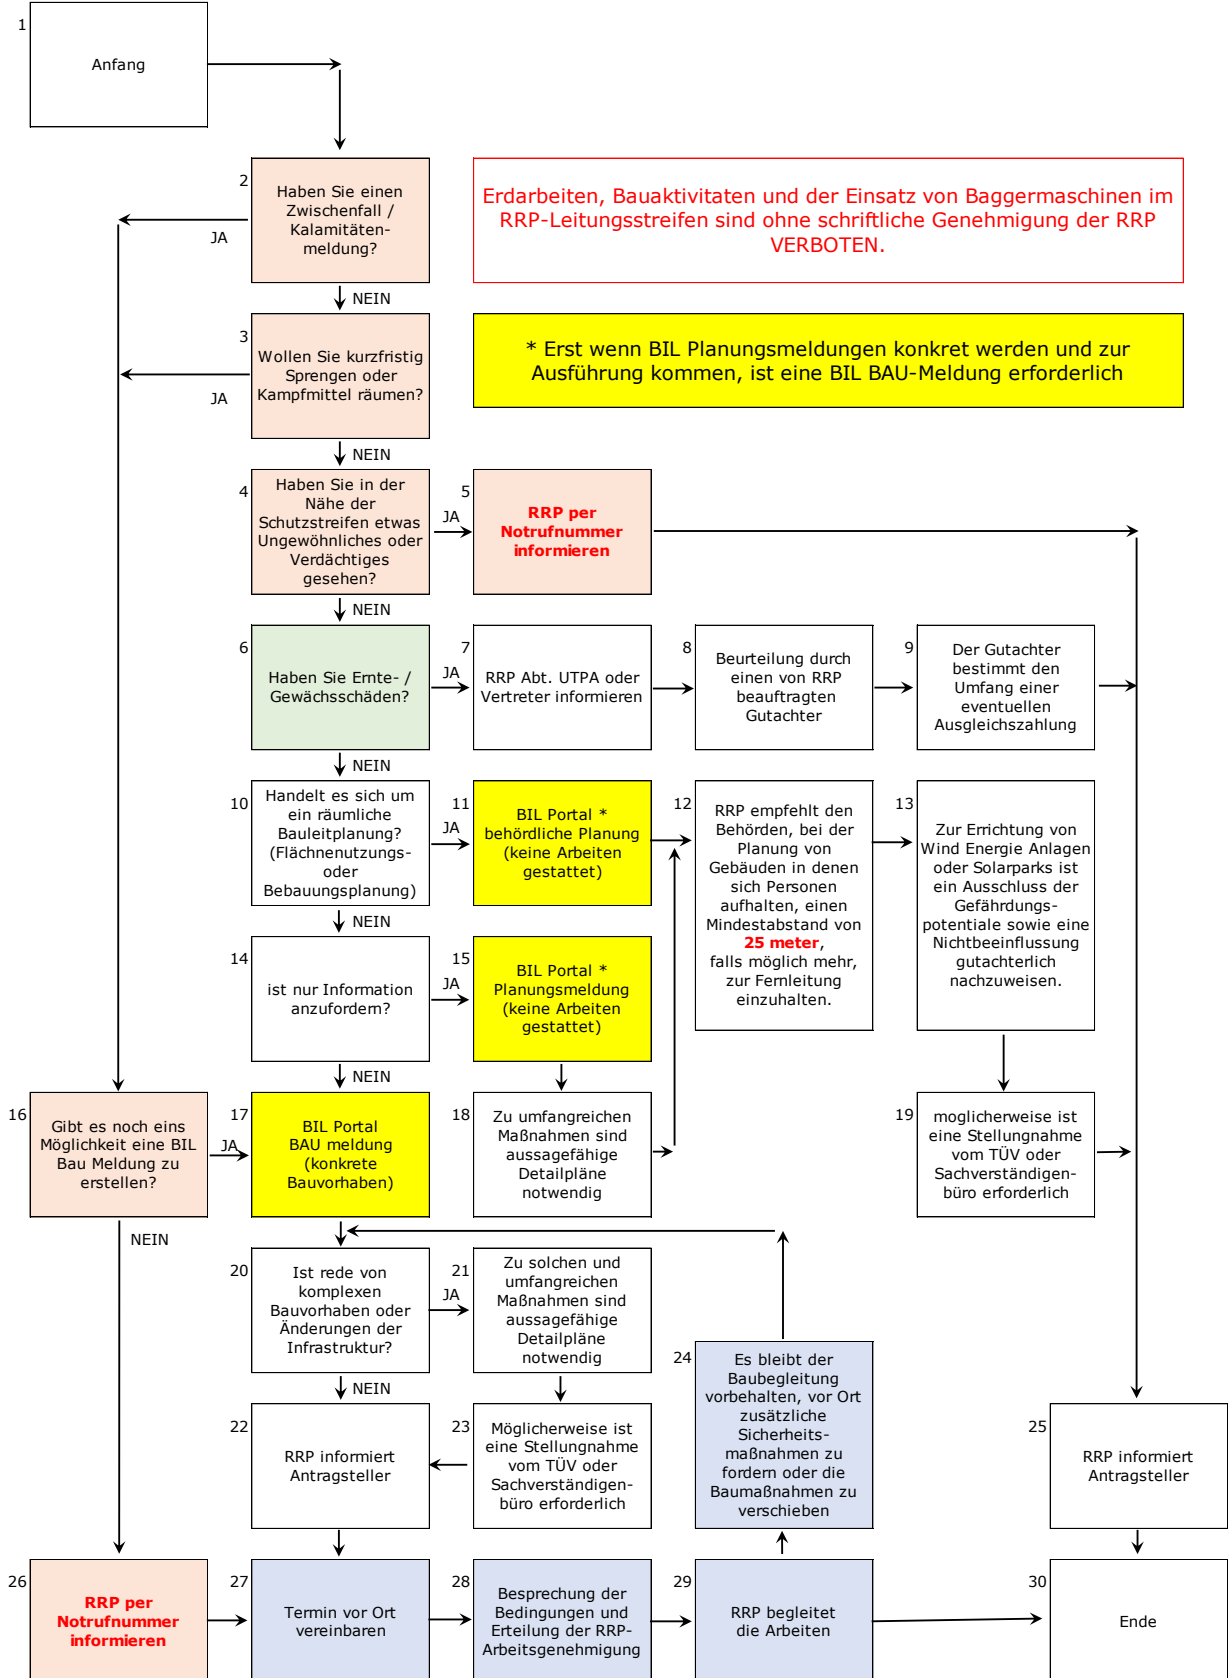 1
Anfang
2
Haben Sie einen
Zwischenfall /
Kalamitäten-
meldung?
JA
NEIN
Erdarbeiten, Bauaktivitaten und der Einsatz von Baggermaschinen im
RRP-Leitungsstreifen sind ohne schriftliche Genehmigung der RRP
VERBOTEN.
3
Wollen Sie kurzfristig
Sprengen oder
Kampfmittel räumen?
JA
NEIN
* Erst wenn BIL Planungsmeldungen konkret werden und zur
Ausführung kommen, ist eine BIL BAU-Meldung erforderlich
4
Haben Sie in der
Nähe der
Schutzstreifen etwas
Ungewöhnliches oder
Verdächtiges
gesehen?
JA
NEIN
5
RRP per
Notrufnummer
informieren
6
Haben Sie Ernte- /
Gewächsschäden?
JA
NEIN
7
RRP Abt. UTPA oder
Vertreter informieren
8
Beurteilung durch
einen von RRP
beauftragten
Gutachter
9
Der Gutachter
bestimmt den
Umfang einer
eventuellen
Ausgleichszahlung
10
Handelt es sich um
ein räumliche
Bauleitplanung?
(Flächnenutzungs-
oder
Bebauungsplanung)
JA
NEIN
11
BIL Portal *
behördliche Planung
(keine Arbeiten
gestattet)
12
RRP empfehlt den
Behörden, bei der
Planung von
Gebäuden in denen
sich Personen
aufhalten, einen
Mindestabstand von
25 meter,
falls möglich mehr,
zur Fernleitung
einzuhalten.
13
Zur Errichtung von
Wind Energie Anlagen
oder Solarparks ist
ein Ausschluss der
Gefährdungs-
potentiale sowie eine
Nichtbeeinflussung
gutachterlich
nachzuweisen.
14
ist nur Information
anzufordern?
JA
NEIN
15
BIL Portal *
Planungsmeldung
(keine Arbeiten
gestattet)
16
Gibt es noch eins
Möglichkeit eine BIL
Bau Meldung zu
erstellen?
JA
NEIN
17
BIL Portal
BAU meldung
(konkrete
Bauvorhaben)
18
Zu umfangreichen
Maßnahmen sind
aussagefähige
Detailpläne
notwendig
19
moglicherweise ist
eine Stellungnahme
vom TÜV oder
Sachverständigen-
büro erforderlich
20
Ist rede von
komplexen
Bauvorhaben oder
Änderungen der
Infrastruktur?
JA
NEIN
21
Zu solchen und
umfangreichen
Maßnahmen sind
aussagefähige
Detailpläne
notwendig
22
RRP informiert
Antragsteller
23
Möglicherweise ist
eine Stellungnahme
vom TÜV oder
Sachverständigen-
büro erforderlich
24
Es bleibt der
Baubegleitung
vorbehalten, vor Ort
zusätzliche
Sicherheits-
maßnahmen zu
fordern oder die
Baumaßnahmen zu
verschieben
25
RRP informiert
Antragsteller
26
RRP per
Notrufnummer
informieren
27
Termin vor Ort
vereinbaren
28
Besprechung der
Bedingungen und
Erteilung der RRP-
Arbeitsgenehmigung
29
RRP begleitet
die Arbeiten
30
Ende